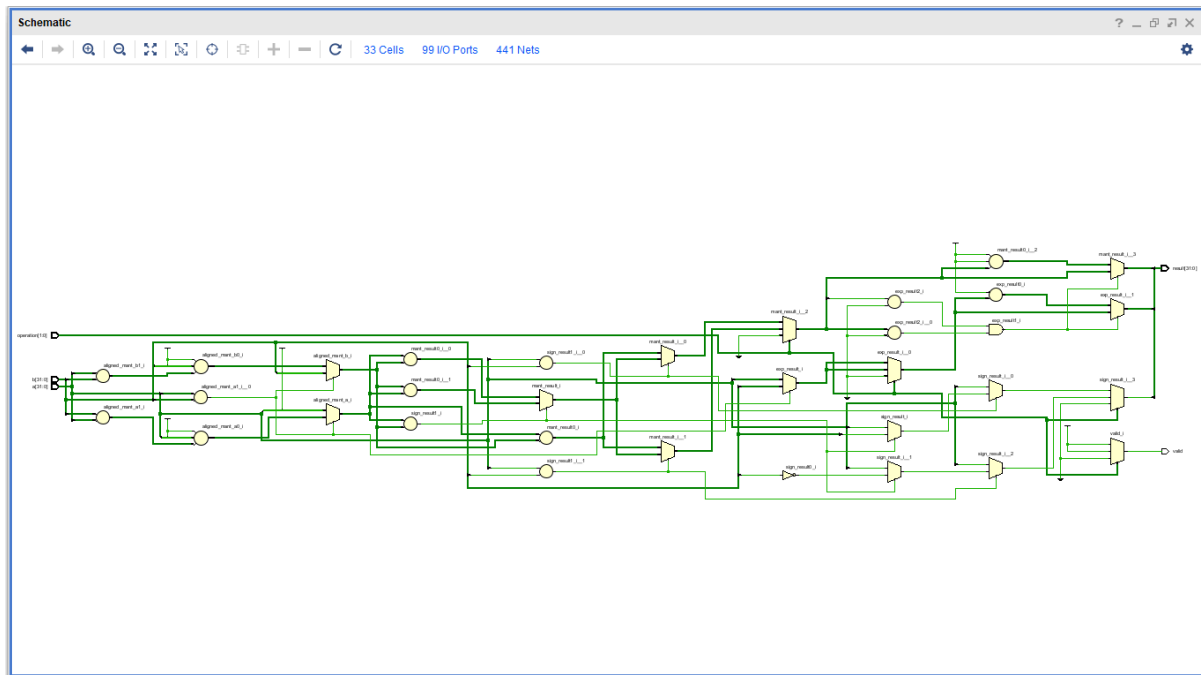 Schematic
33 Cells
99 I/O Ports
441 Nets
mant_result0_i__2
mant_result_i__3
result[31:0]
exp_result0_i
exp_result2_i
exp_result_i__1
mant_result_i__2
exp_result1_i
operation[1:0]
exp_result2_i__0
mant_result_i__0
aligned_mant_b0_i
aligned_mant_b_i
mant_result0_i__0
sign_result1_i__0
exp_result_i__0
aligned_mant_b1_i
exp_result_i
b[31:0]
a[31:0]
aligned_mant_a1_i__0
mant_result0_i__1
mant_result_i
sign_result_i__0
sign_result_i__3
aligned_mant_a1_i
aligned_mant_a_i
sign_result1_i
sign_result_i
aligned_mant_a0_i
mant_result0_i
mant_result_i__1
valid_i
valid
sign_result1_i__1
sign_result0_i
sign_result_i__1
sign_result_i__2